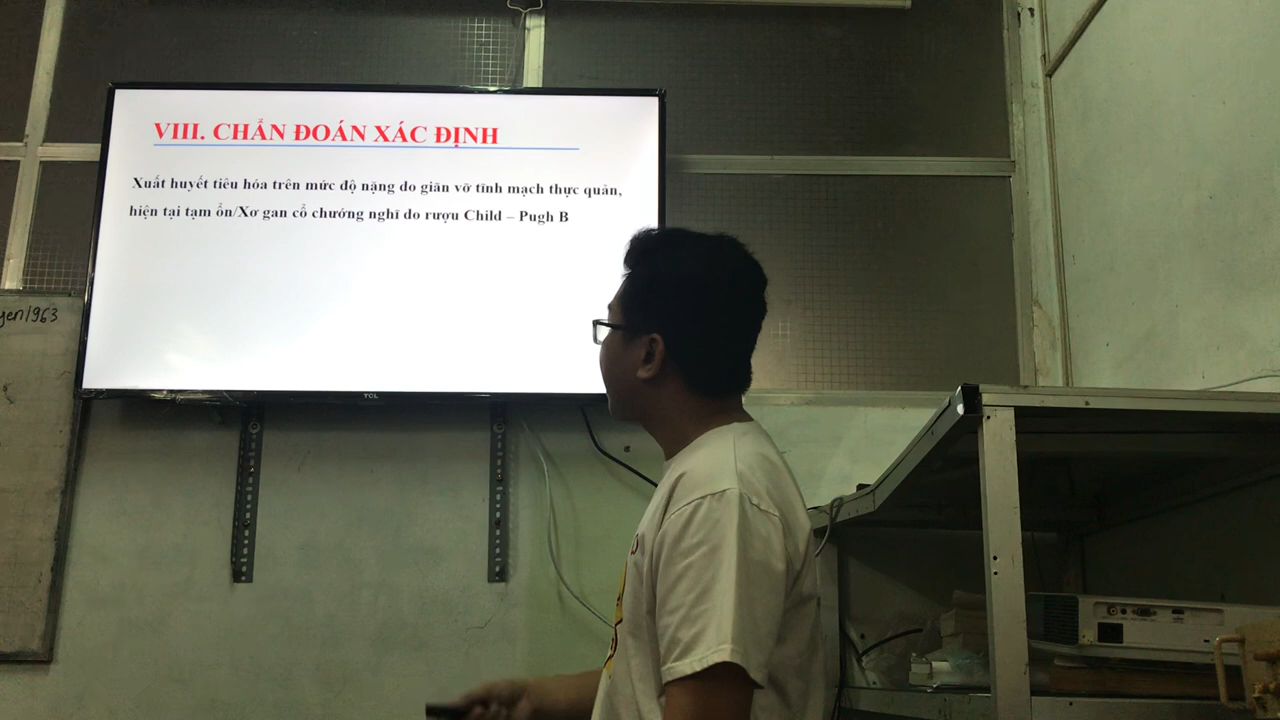 VIII. CHẨN ĐOÁN XÁC ĐỊNH
Xuất huyết tiêu hóa trên mức độ nặng do giãn vỡ tĩnh mạch thực quản,
hiện tại tạm ổn/Xơ gan cổ chướng nghĩ do rượu Child – Pugh B
TCL
yen1963